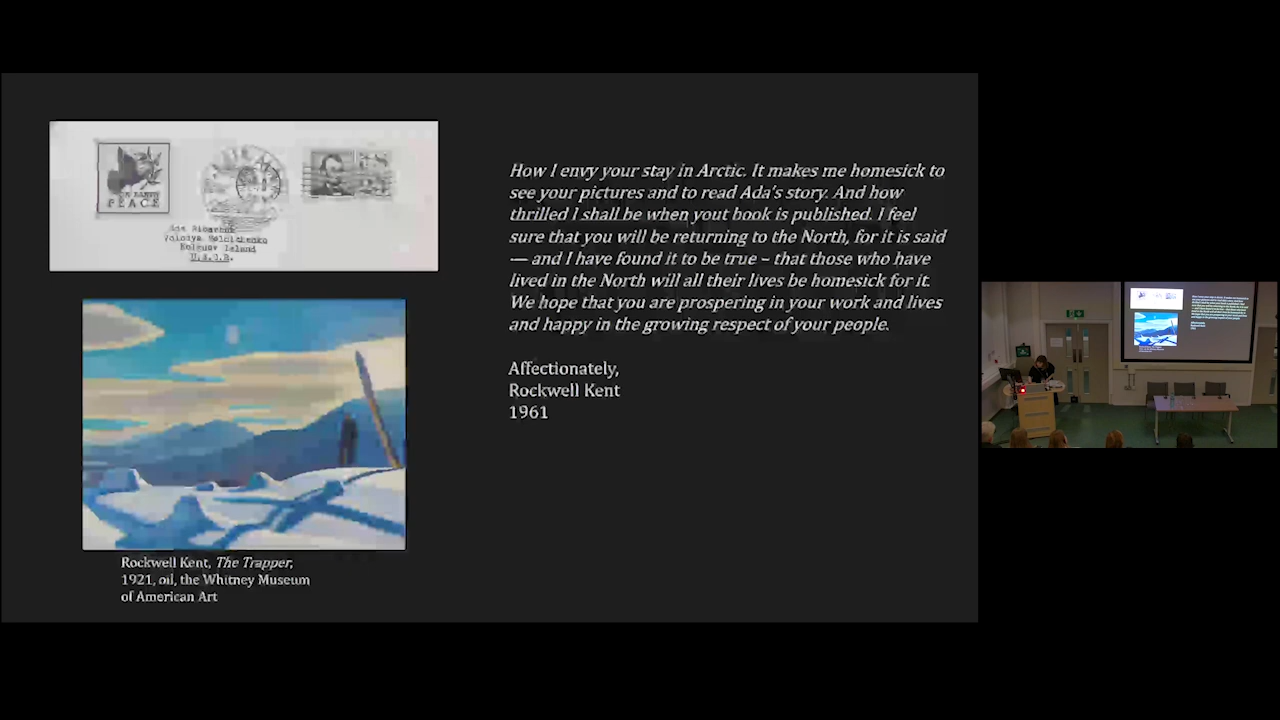 PEACE
Kolguev Island
U.S.S.R.
How I envy your stay in Arctic. It makes me homesick to
see your pictures and to read Ada's story. And how
thrilled I shall be when yout book is published. I feel
sure that you will be returning to the North, for it is said
— and I have found it to be true – that those who have
lived in the North will all their lives be homesick for it.
We hope that you are prospering in your work and lives
and happy in the growing respect of your people.
Affectionately,
Rockwell Kent
1961
Rockwell Kent, The Trapper,
1921, oil, the Whitney Museum
of American Art